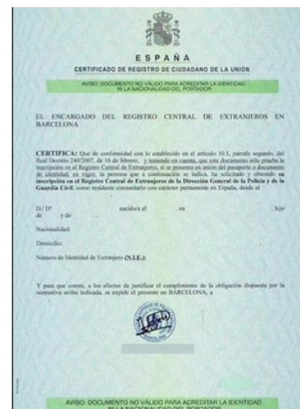 ESPAÑA
CERTIFICADO DE REGISTRO DE CIUDADANO DE LA UNIÓN
AVISO: DOCUMENTO NO VÁLIDO PARA ACREDITAR LA IDENTIDAD
NI LA NACIONALIDAD DEL PORTADOR
EL ENCARGADO DEL REGISTRO CENTRAL DE EXTRANJEROS EN
BARCELONA
CERTIFICA: Que de conformidad con lo establecido en el artículo 10.1, párrafo segundo, del
Real Decreto 240/2007, de 16 de febrero, y teniendo en cuenta, que este documento sólo prueba la
inscripción en el Registro Central de Extranjeros, si se presenta en unión del pasaporte o documento
de identidad, en vigor, la persona que a continuación se indica, ha solicitado y obtenido su
inscripción en el Registro Central de Extranjeros de la Dirección General de la Policía y de la
Guardia Civil, como residente comunitario con carácter permanente en España, desde el
D./ Dª nacido/a el , en , hijo
de y de
Nacionalidad:
Domicilio:
Número de Identidad de Extranjero (N.I.E.):
Y para que conste, a los efectos de justificar el cumplimiento de la obligación dispuesta por la
normativa arriba indicada, se expide el presente en BARCELONA, a
AVISO: DOCUMENTO NO VÁLIDO PARA ACREDITAR LA IDENTIDAD
NI LA NACIONALIDAD DEL PORTADOR